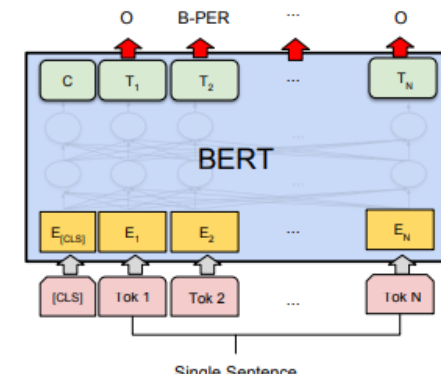 O B-PER ... O
C T1 T2 ... TN
BERT
E[CLS] E1 E2 ... EN
[CLS] Tok 1 Tok 2 ... Tok N
Single Sentence